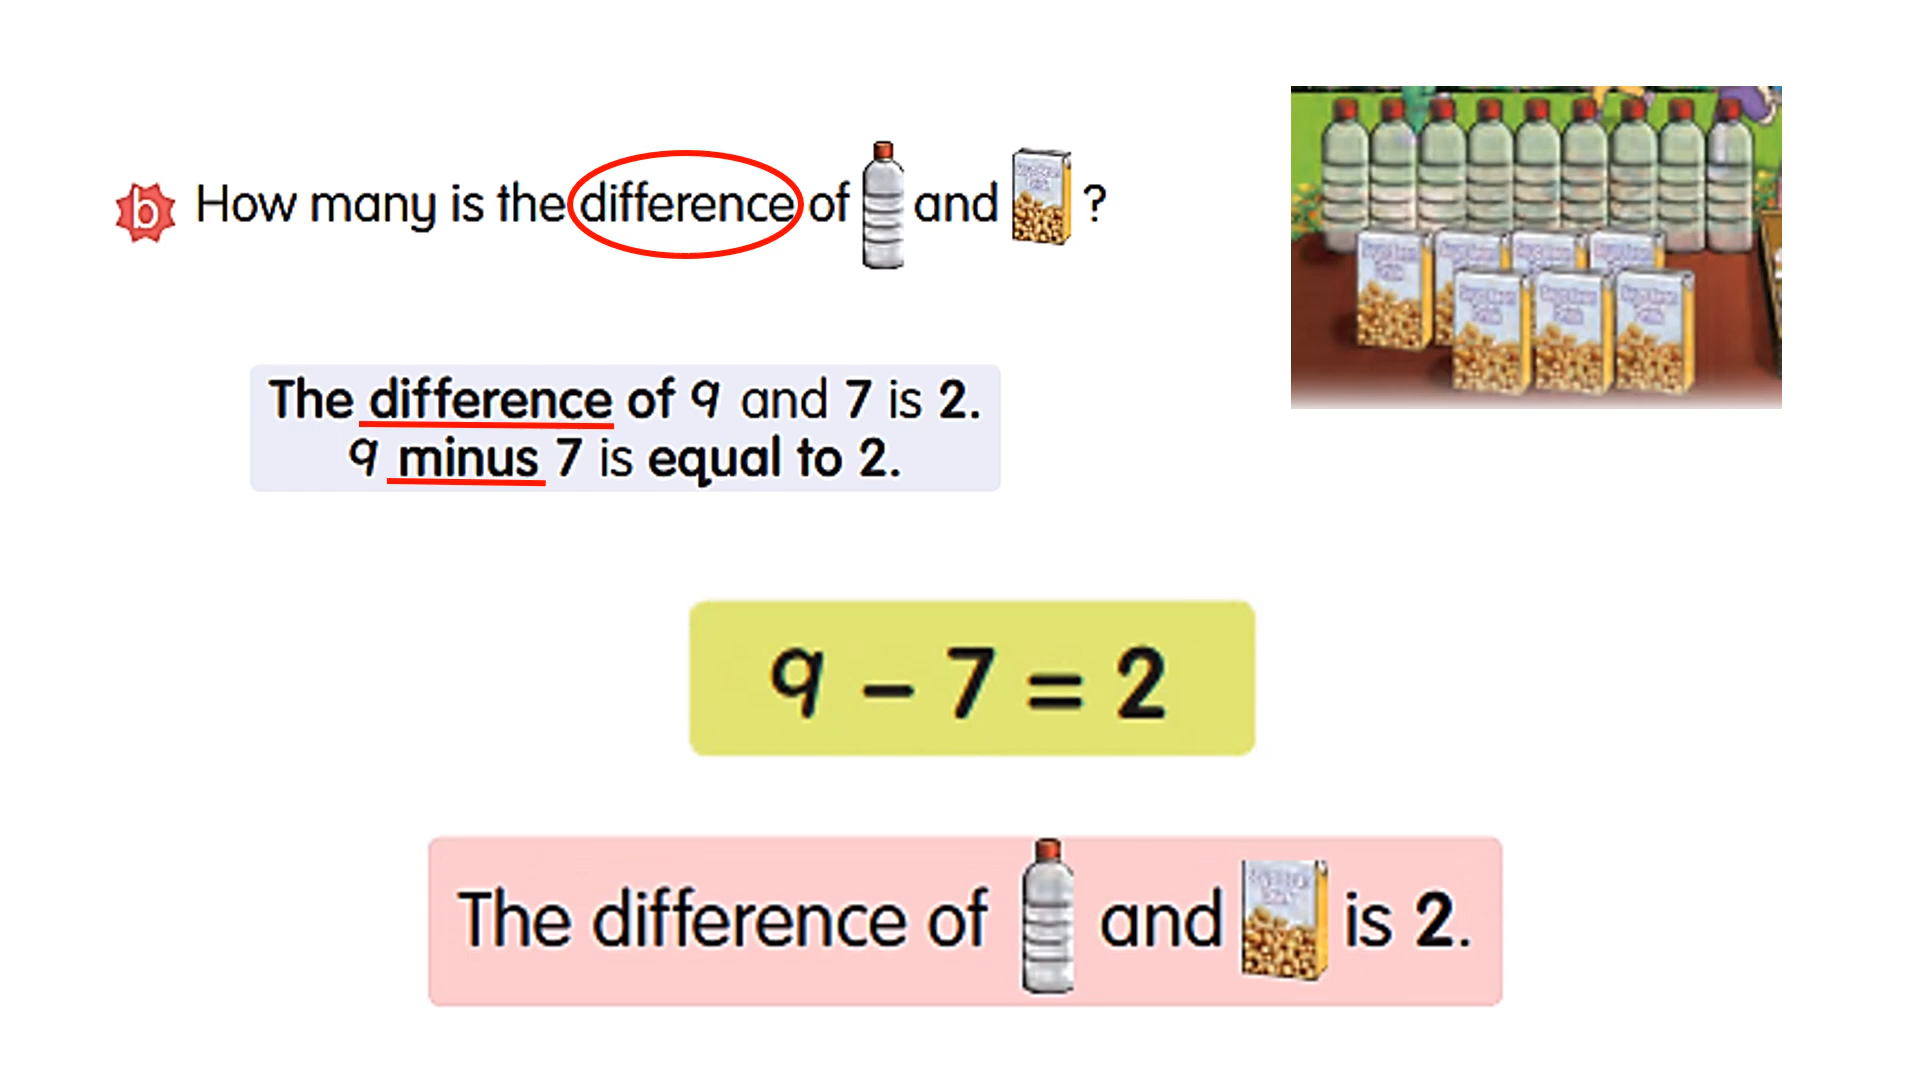 b How many is the difference of and ?
The difference of 9 and 7 is 2.
9 minus 7 is equal to 2.
9 – 7 = 2
The difference of and is 2.